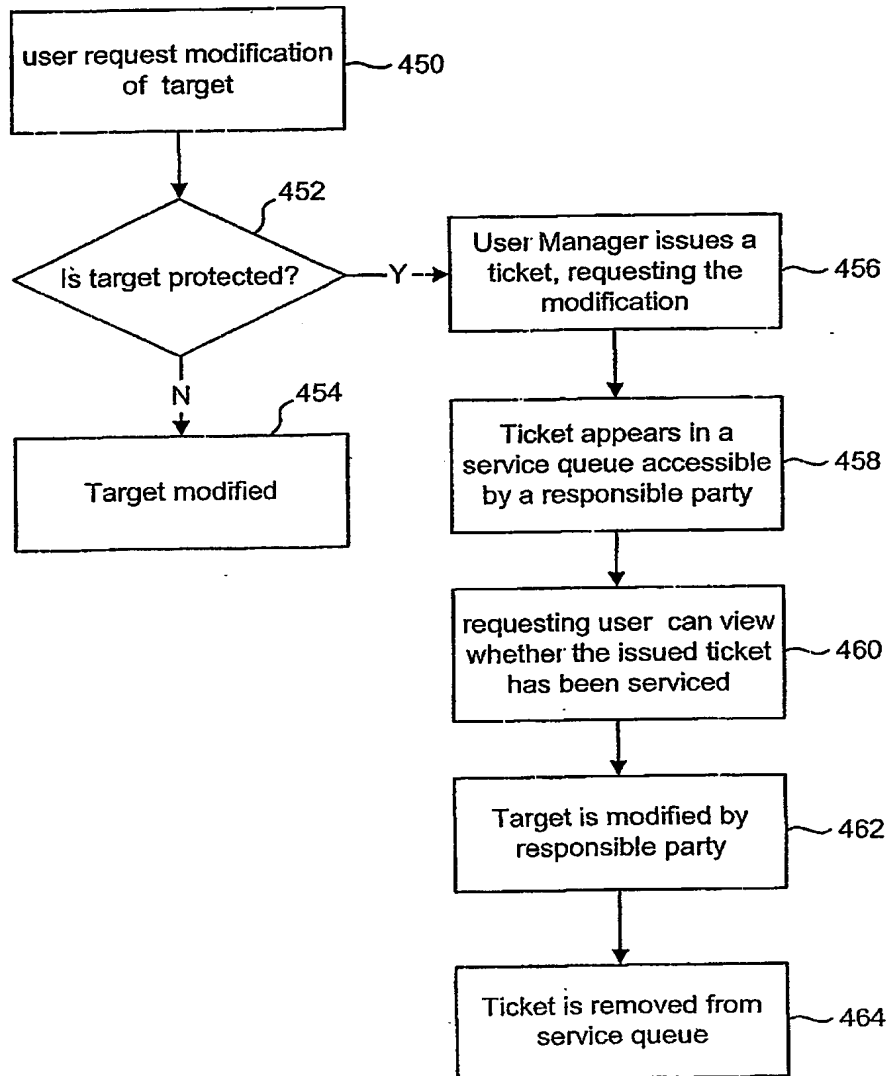 user request modification
of target
450
452
Is target protected?
Y
N
454
Target modified
User Manager issues a
ticket, requesting the
modification
456
Ticket appears in a
service queue accessible
by a responsible party
458
requesting user can view
whether the issued ticket
has been serviced
460
Target is modified by
responsible party
462
Ticket is removed from
service queue
464